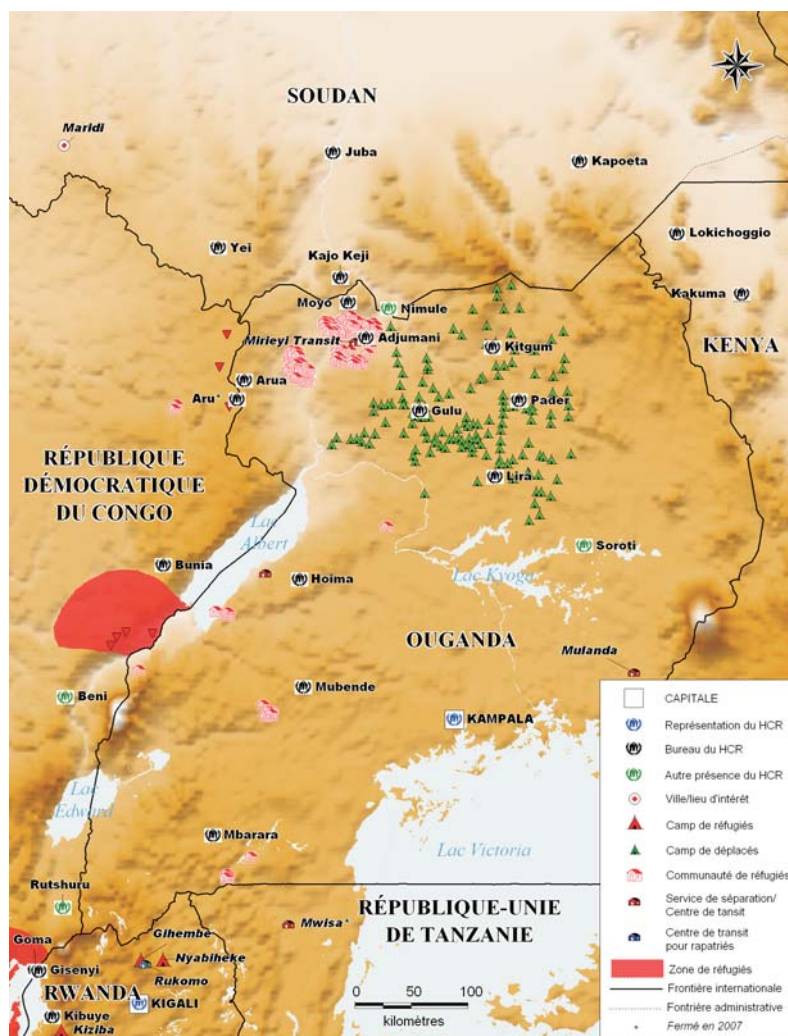 SOUDAN
Maridi
Juba
Kapoeta
Lokichoggio
Yei
Kajo Keji
Kakuma
Moyo
Nimule
Mirieyi Transit
Adjumani
Kitgum
KENYA
Arua
Aru*
Gulu
Pader
RÉPUBLIQUE
DÉMOCRATIQUE
DU CONGO
Lira
Lac
Albert
Soroti
Bunia
Hoima
Lac Kyoga
OUGANDA
Mulanda
Beni
Mubende
KAMPALA
Lac
Edward
Mbarara
Lac Victoria
Rutshuru
RÉPUBLIQUE-UNIE
DE TANZANIE
Mwisa*
Goma
Gihembe
Nyabiheke
Gisenyi
Rukomo
RWANDA
KIGALI
Kibuye
Kiziba
0 50 100
kilomètres
CAPITALE
Représentation du HCR
Bureau du HCR
Autre présence du HCR
Ville/lieu d'intérêt
Camp de réfugiés
Camp de déplacés
Communauté de réfugiés
Service de séparation/
Centre de tansit
Centre de transit
pour rapatriés
Zone de réfugiés
Frontière internationale
Fontrière administrative
* Fermé en 2007